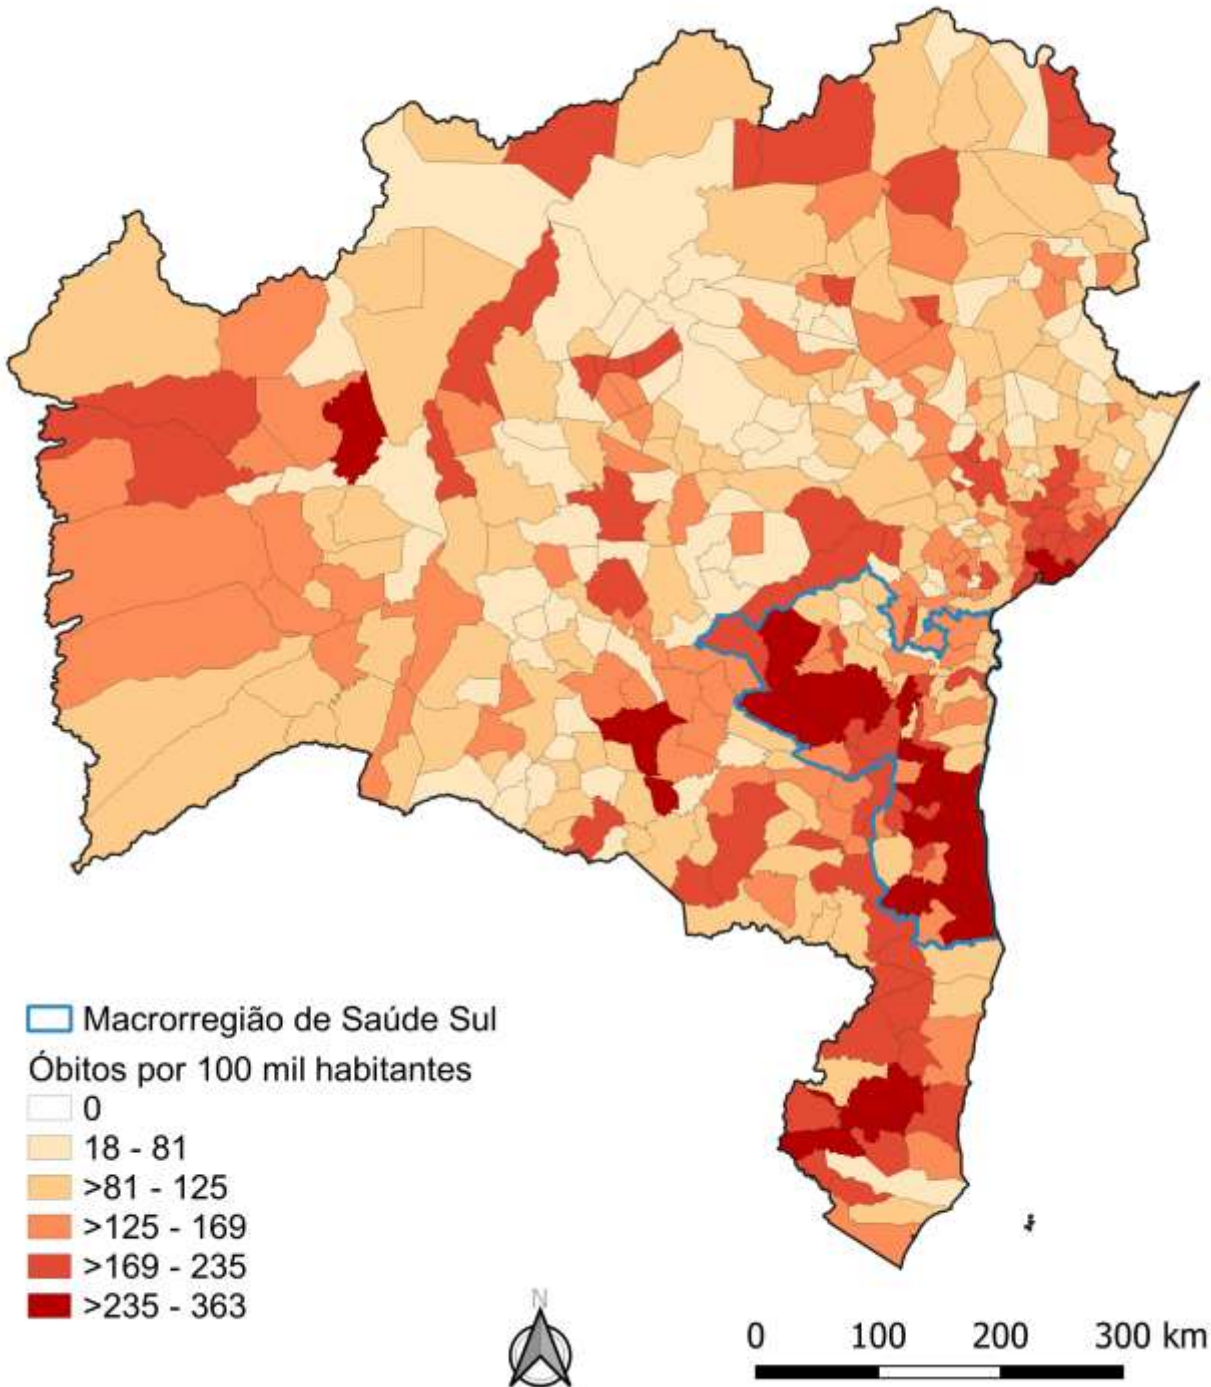 Macrorregião de Saúde Sul
Óbitos por 100 mil habitantes
0
18 - 81
>81 - 125
>125 - 169
>169 - 235
>235 - 363
N
0 100 200 300 km